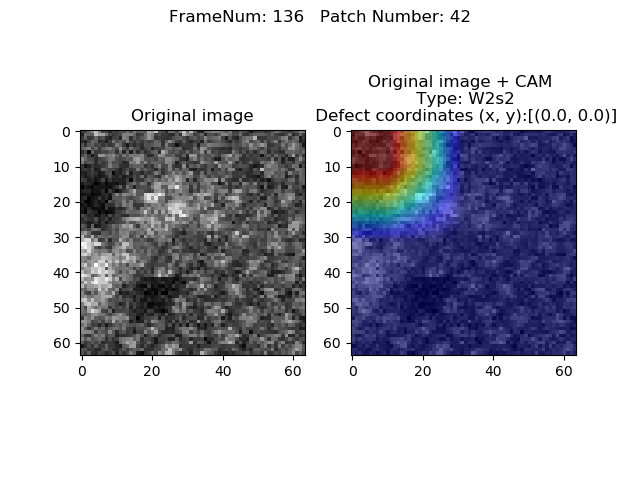 FrameNum: 136   Patch Number: 42
Original image
0
10
20
30
40
50
60
0 20 40 60
Original image + CAM
Type: W2s2
Defect coordinates (x, y):[(0.0, 0.0)]
0
10
20
30
40
50
60
0 20 40 60